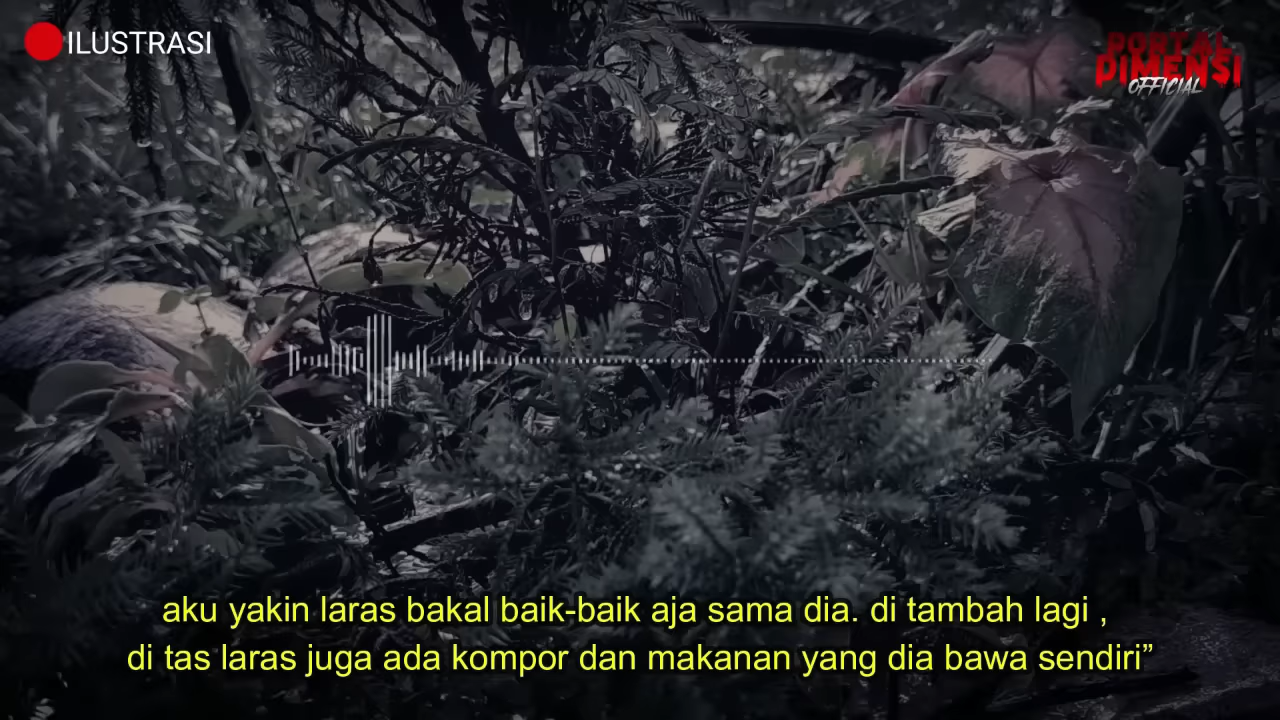 ILUSTRASI
PORTAL
DIMENSI
OFFICIAL
aku yakin laras bakal baik-baik aja sama dia. di tambah lagi ,
di tas laras juga ada kompor dan makanan yang dia bawa sendiri”